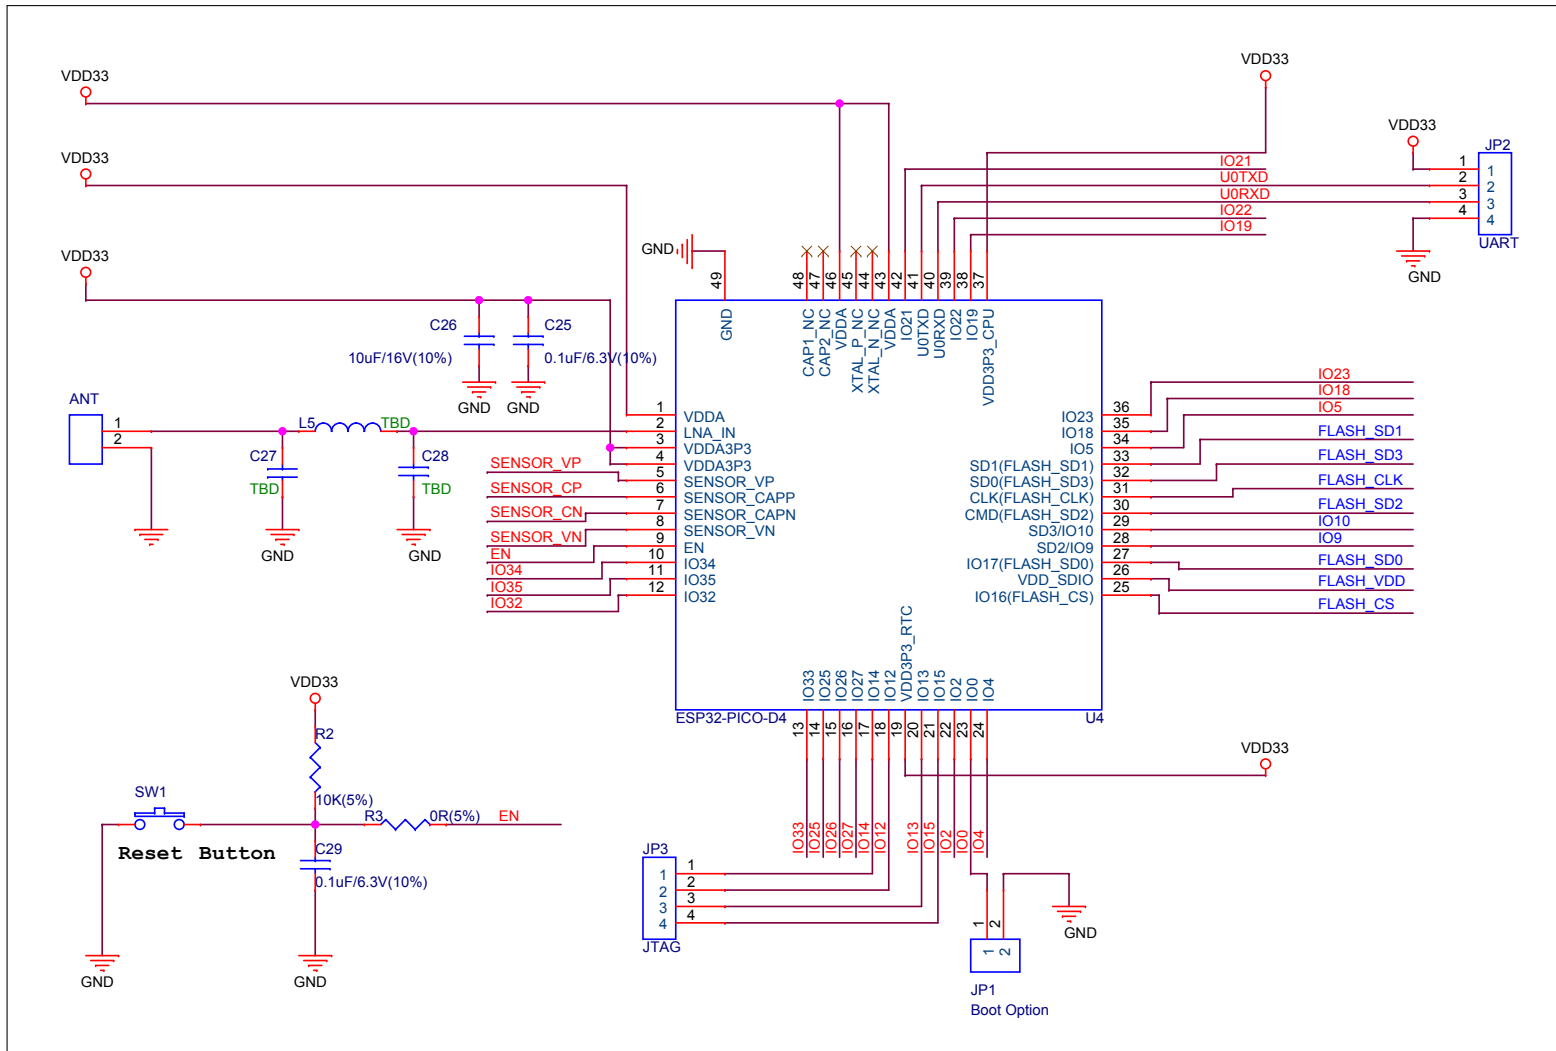 VDD33
VDD33
VDD33
VDD33
VDD33
JP2
UART
1
2
3
4
1
2
3
4
GND
IO21
U0TXD
U0RXD
IO22
IO19
GND
49
48
47
46
45
44
43
42
41
40
39
38
37
GND
CAP1_NC
CAP2_NC
VDDA
XTAL_P_NC
XTAL_N_NC
VDDA
IO21
U0TXD
U0RXD
IO22
IO19
VDD3P3_CPU
C26
10uF/16V(10%)
GND
C25
0.1uF/6.3V(10%)
GND
ANT
1
2
L5
TBD
C27
TBD
GND
C28
TBD
GND
SENSOR_VP
SENSOR_CP
SENSOR_CN
SENSOR_VN
EN
IO34
IO35
IO32
1
2
3
4
5
6
7
8
9
10
11
12
VDDA
LNA_IN
VDDA3P3
VDDA3P3
SENSOR_VP
SENSOR_CAPP
SENSOR_CAPN
SENSOR_VN
EN
IO34
IO35
IO32
IO23
IO18
IO5
SD1(FLASH_SD1)
SD0(FLASH_SD3)
CLK(FLASH_CLK)
CMD(FLASH_SD2)
SD3/IO10
SD2/IO9
IO17(FLASH_SD0)
VDD_SDIO
IO16(FLASH_CS)
36
35
34
33
32
31
30
29
28
27
26
25
IO23
IO18
IO5
FLASH_SD1
FLASH_SD3
FLASH_CLK
FLASH_SD2
IO10
IO9
FLASH_SD0
FLASH_VDD
FLASH_CS
IO33
IO25
IO26
IO27
IO14
IO12
VDD3P3_RTC
IO13
IO15
IO2
IO0
IO4
ESP32-PICO-D4
U4
13
14
15
16
17
18
19
20
21
22
23
24
VDD33
IO33
IO25
IO26
IO27
IO14
IO12
IO13
IO15
IO2
IO0
IO4
VDD33
R2
10K(5%)
SW1
Reset Button
R3
0R(5%)
EN
C29
0.1uF/6.3V(10%)
GND
GND
JP3
1
2
3
4
1
2
3
4
JTAG
1
2
1
2
GND
JP1
Boot Option